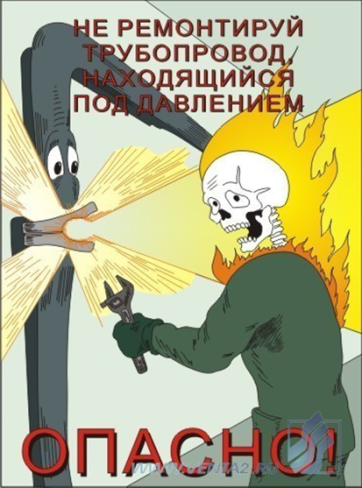 НЕ РЕМОНТИРУЙ
ТРУБОПРОВОД,
НАХОДЯЩИЙСЯ
ПОД ДАВЛЕНИЕМ
ОПАСНО!